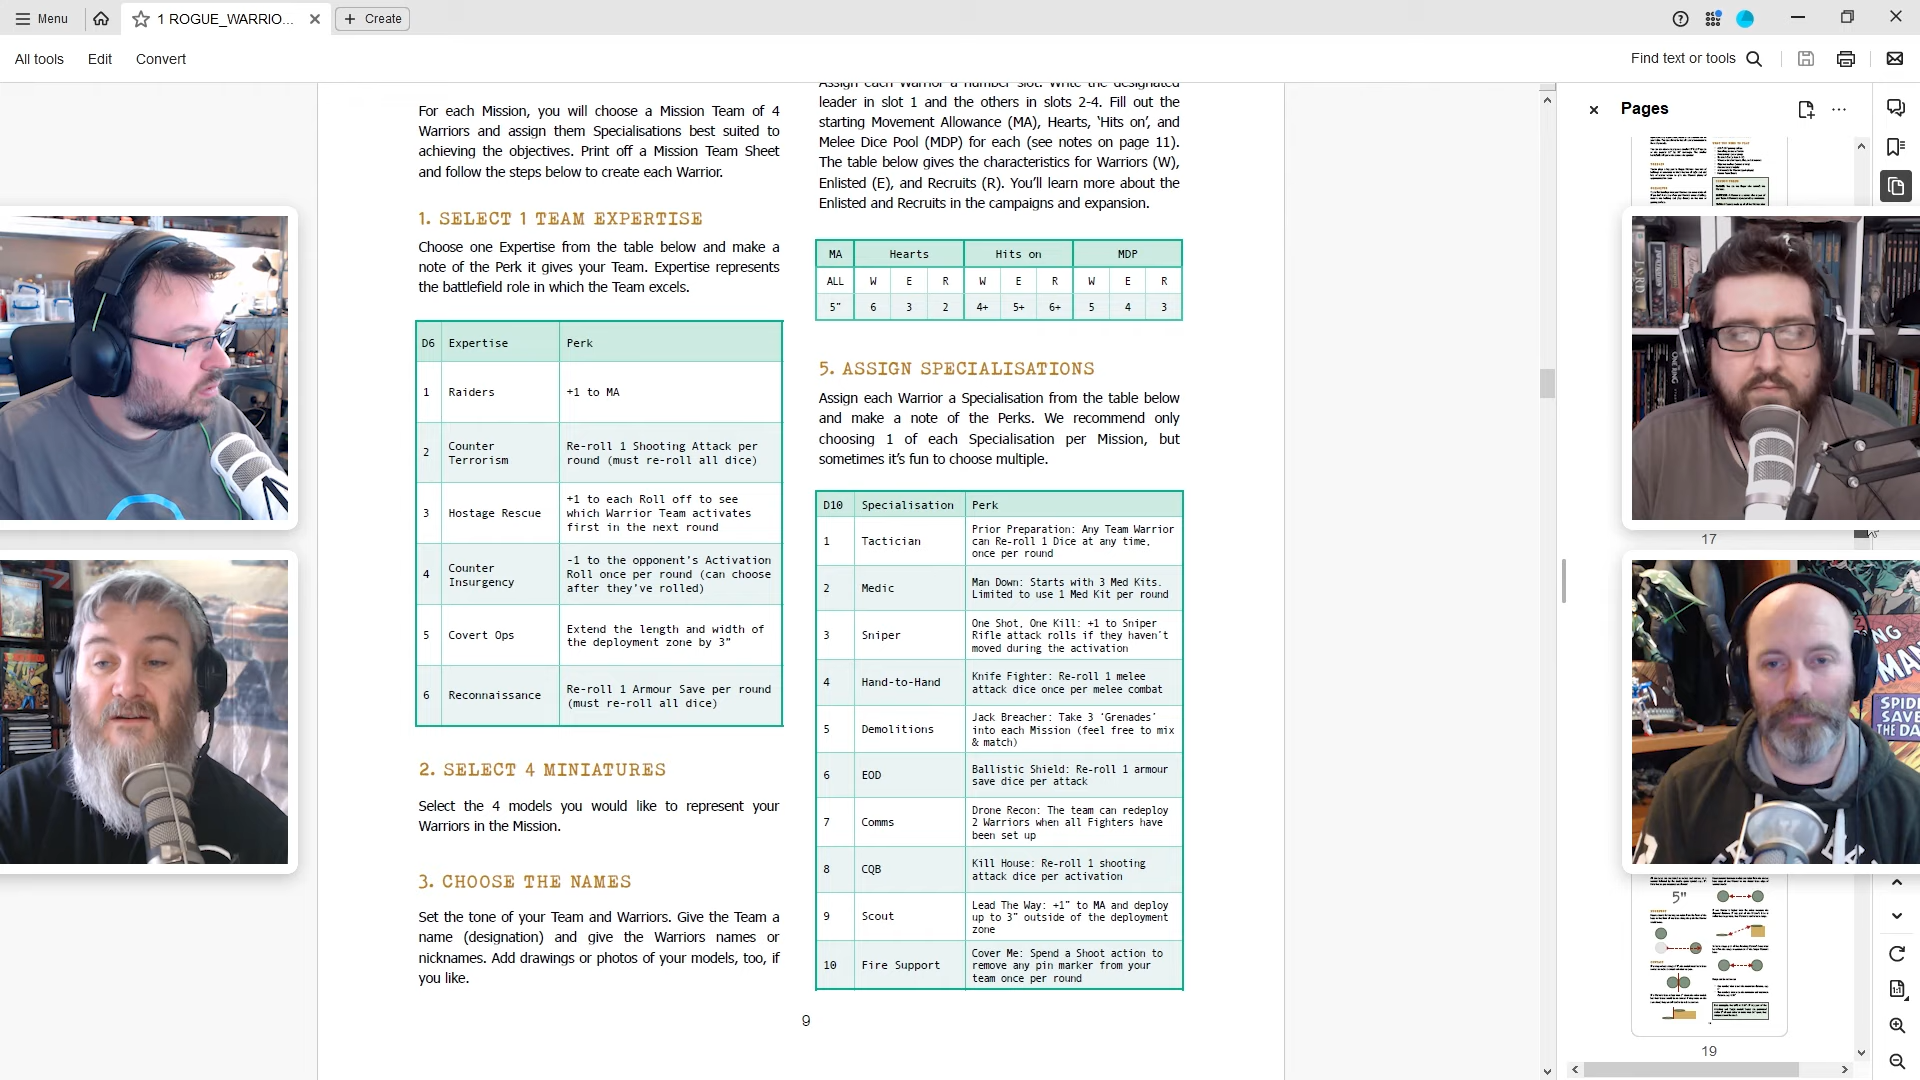 Menu
1 ROGUE_WARRIO...
Create
All tools
Edit
Convert
Find text or tools
For each Mission, you will choose a Mission Team of 4
Warriors and assign them Specialisations best suited to
achieving the objectives. Print off a Mission Team Sheet
and follow the steps below to create each Warrior.
1. SELECT 1 TEAM EXPERTISE
Choose one Expertise from the table below and make a
note of the Perk it gives your Team. Expertise represents
the battlefield role in which the Team excels.
D6 Expertise Perk
1 Raiders +1 to MA
2 Counter Terrorism Re-roll 1 Shooting Attack per
round (must re-roll all dice)
3 Hostage Rescue +1 to each Roll off to see
which Warrior Team activates
first in the next round
4 Counter Insurgency -1 to the opponent's Activation
Roll once per round (can choose
after they've rolled)
5 Covert Ops Extend the length and width of
the deployment zone by 3"
6 Reconnaissance Re-roll 1 Armour Save per round
(must re-roll all dice)
2. SELECT 4 MINIATURES
Select the 4 models you would like to represent your
Warriors in the Mission.
3. CHOOSE THE NAMES
Set the tone of your Team and Warriors. Give the Team a
name (designation) and give the Warriors names or
nicknames. Add drawings or photos of your models, too, if
you like.
Assign each Warrior a number slot. Write the designated
leader in slot 1 and the others in slots 2-4. Fill out the
starting Movement Allowance (MA), Hearts, 'Hits on', and
Melee Dice Pool (MDP) for each (see notes on page 11).
The table below gives the characteristics for Warriors (W),
Enlisted (E), and Recruits (R). You'll learn more about the
Enlisted and Recruits in the campaigns and expansion.
MA Hearts Hits on MDP
ALL W E R W E R W E R
5" 6 3 2 4+ 5+ 6+ 5 4 3
5. ASSIGN SPECIALISATIONS
Assign each Warrior a Specialisation from the table below
and make a note of the Perks. We recommend only
choosing 1 of each Specialisation per Mission, but
sometimes it's fun to choose multiple.
D10 Specialisation Perk
1 Tactician Prior Preparation: Any Team Warrior
can Re-roll 1 Dice at any time,
once per round
2 Medic Man Down: Starts with 3 Med Kits.
Limited to use 1 Med Kit per round
3 Sniper One Shot, One Kill: +1 to Sniper
Rifle attack rolls if they haven't
moved during the activation
4 Hand-to-Hand Knife Fighter: Re-roll 1 melee
attack dice once per melee combat
5 Demolitions Jack Breacher: Take 3 'Grenades'
into each Mission (feel free to mix
& match)
6 EOD Ballistic Shield: Re-roll 1 armour
save dice per attack
7 Comms Drone Recon: The team can redeploy
2 Warriors when all Fighters have
been set up
8 CQB Kill House: Re-roll 1 shooting
attack dice per activation
9 Scout Lead The Way: +1" to MA and deploy
up to 3" outside of the deployment
zone
10 Fire Support Cover Me: Spend a Shoot action to
remove any pin marker from your
team once per round
9
Pages
17
5"
19